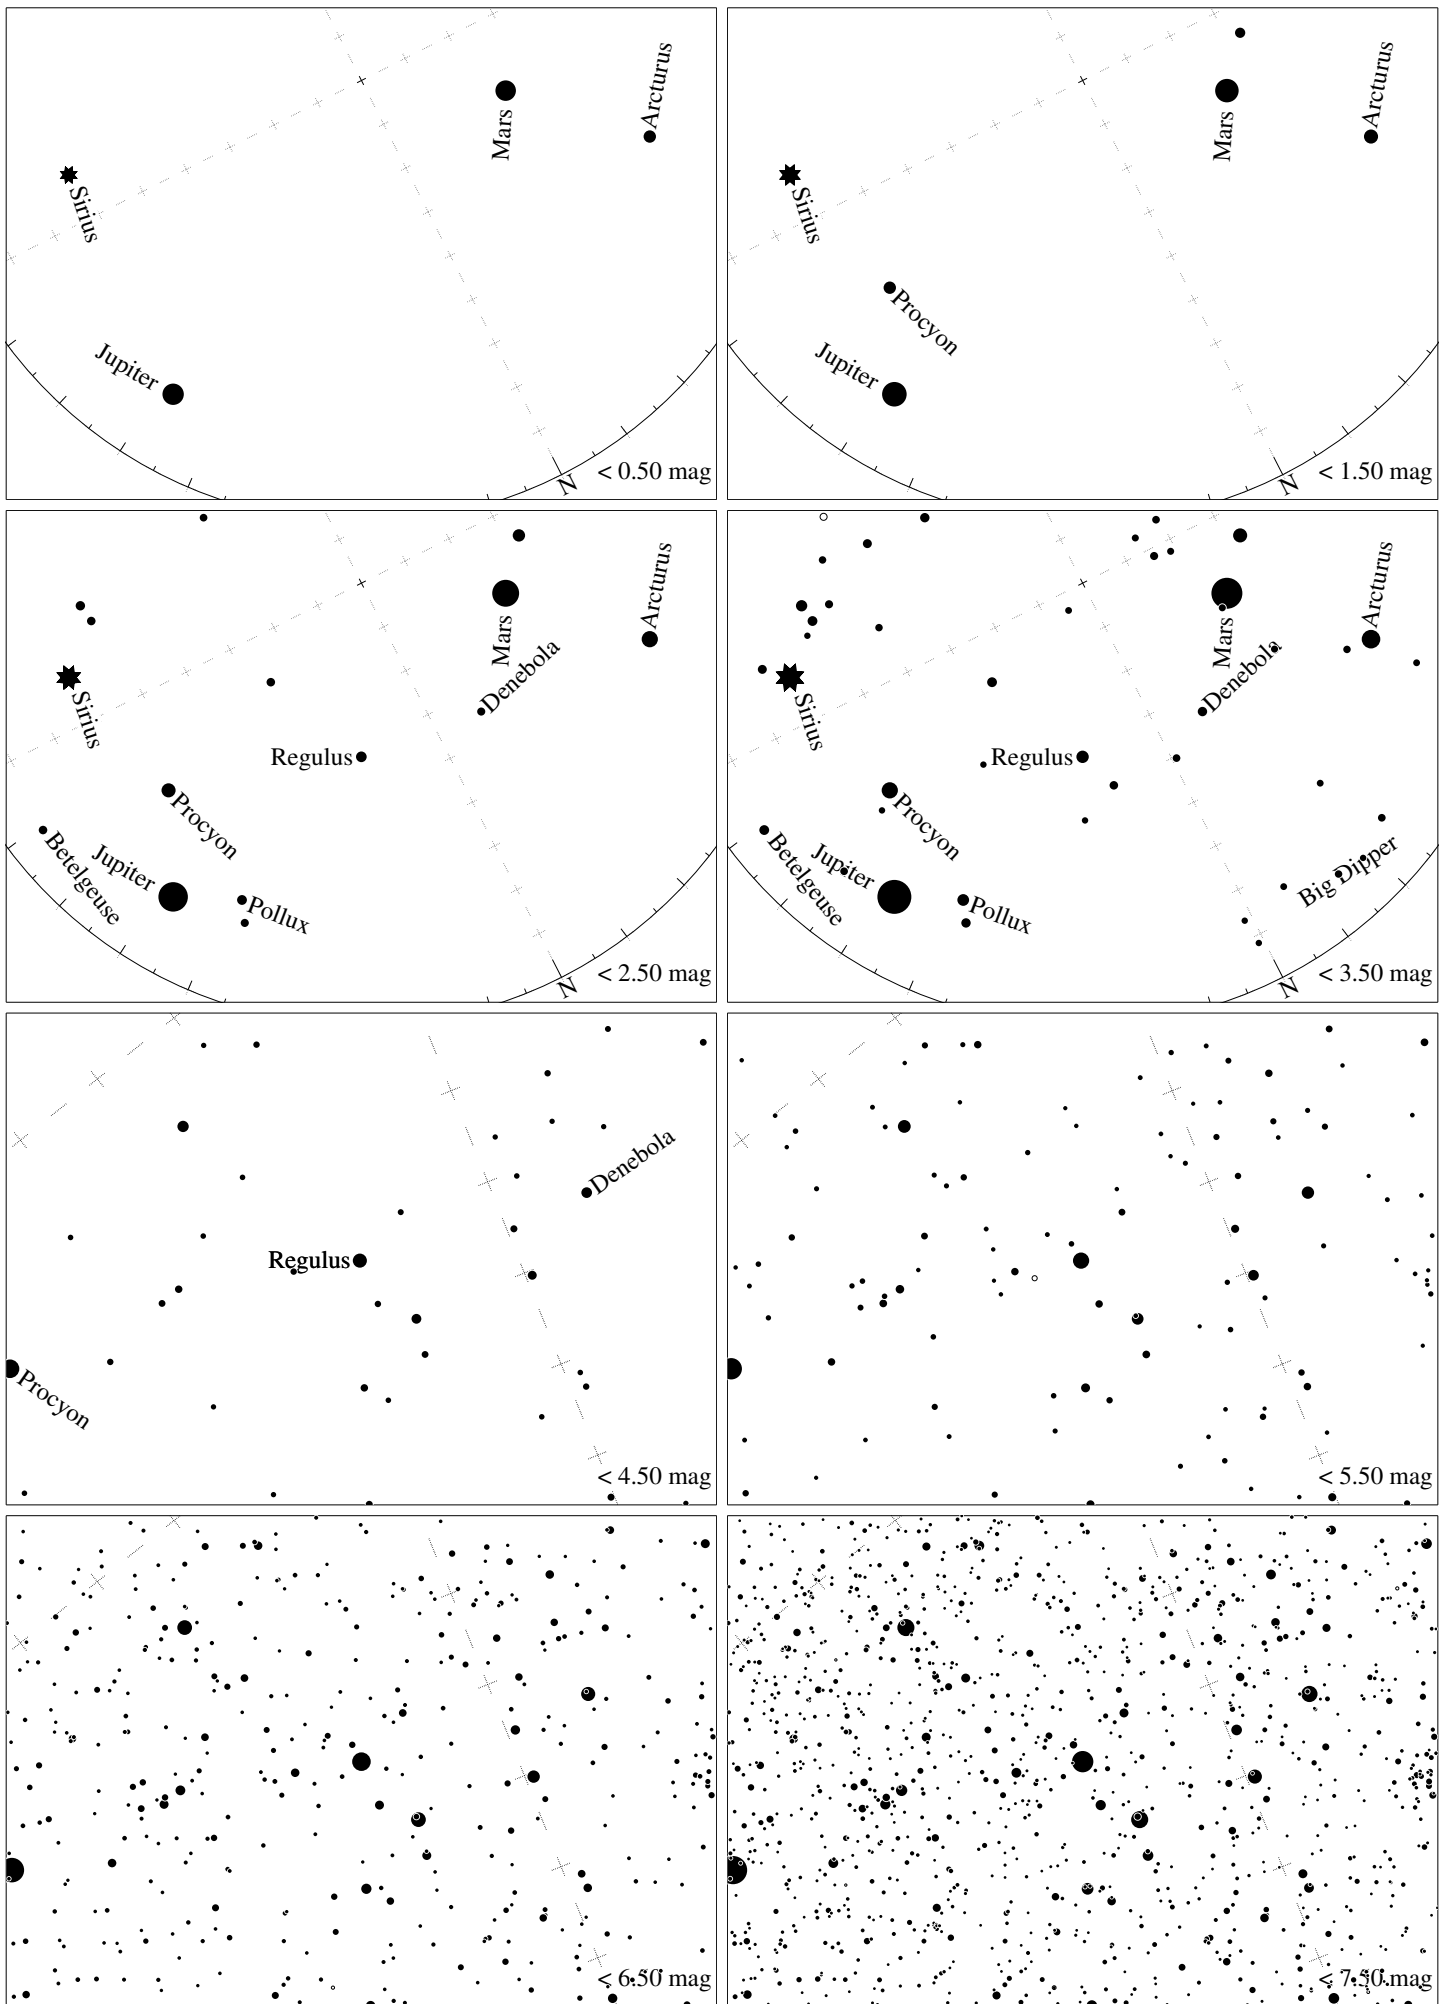 Mars
Arcturus
Sirius
Jupiter
N
< 0.50 mag
Mars
Arcturus
Sirius
Procyon
Jupiter
N
< 1.50 mag
Arcturus
Mars
Denebola
Sirius
Regulus
Procyon
Betelgeuse
Jupiter
Pollux
N
< 2.50 mag
Arcturus
Mars
Denebola
Sirius
Regulus
Procyon
Betelgeuse
Jupiter
Big Dipper
Pollux
N
< 3.50 mag
Denebola
Regulus
Procyon
< 4.50 mag
< 5.50 mag
< 6.50 mag
< 7.50 mag